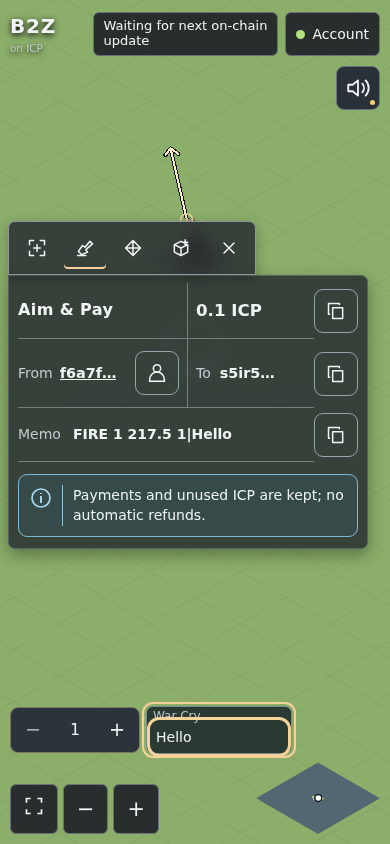 B2Z
on ICP
Waiting for next on-chain
update
Account
Aim & Pay
0.1 ICP
From f6a7f…
To s5ir5…
Memo FIRE 1 217.5 1|Hello
Payments and unused ICP are kept; no
automatic refunds.
− 1 +
War Cry
Hello
− +